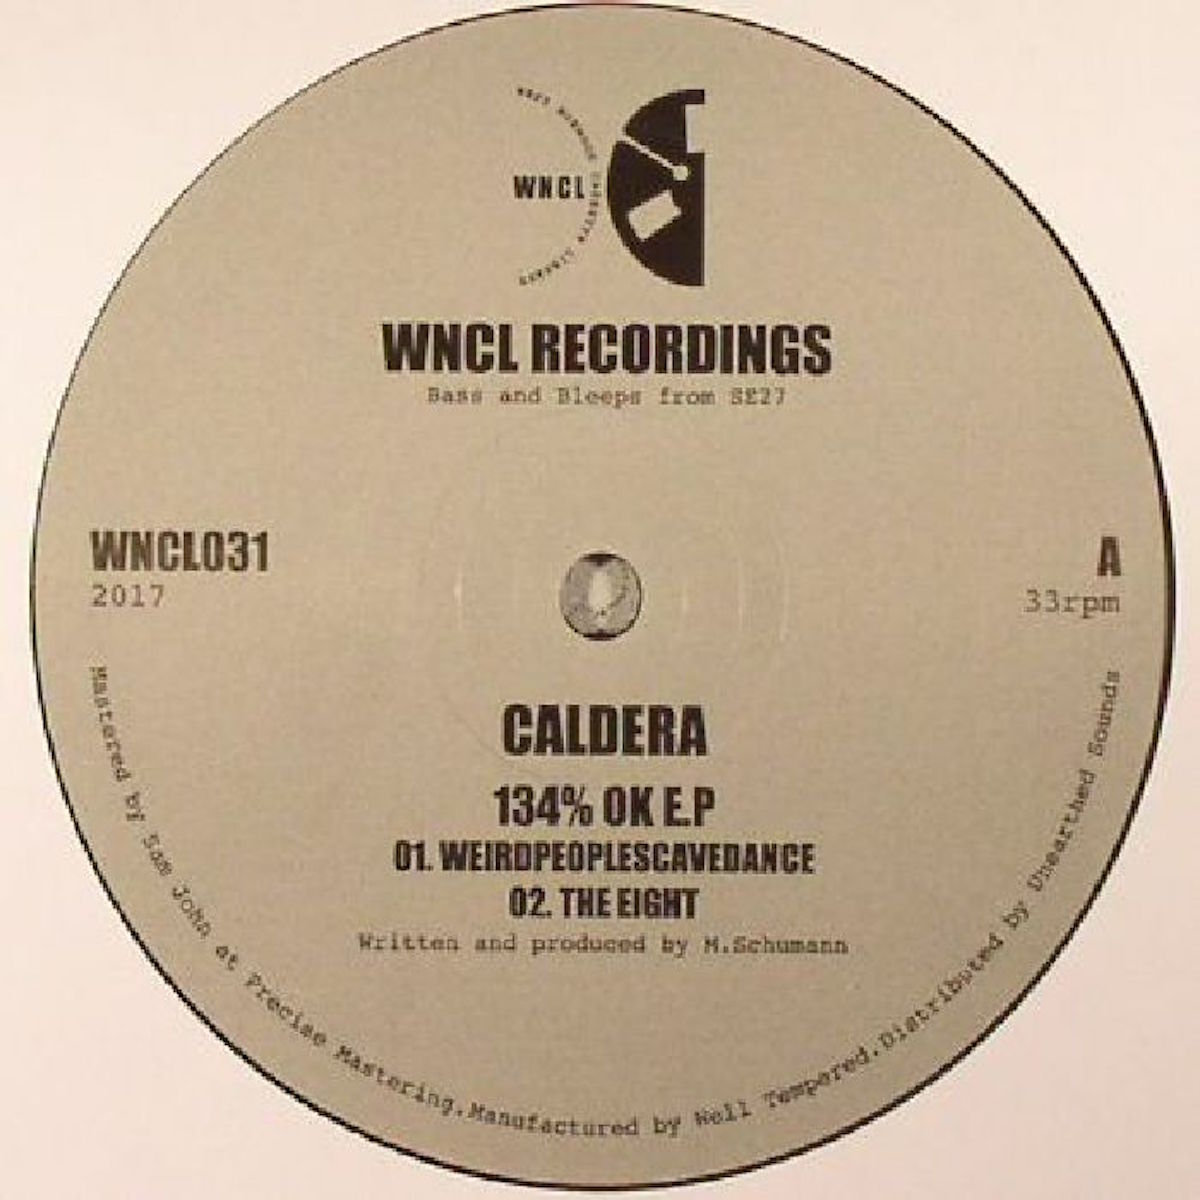 WNCL
WNCL RECORDINGS
Bass and Bleeps from SE27
WNCL031
2017
A
33rpm
CALDERA
134% OK E.P
01. WEIRDPEOPLESCAVEDANCE
02. THE EIGHT
Written and produced by M.Schumann
Mastered by Sam John at Precise Mastering.Manufactured by Well Tempered.Distributed by Unearthed Sounds